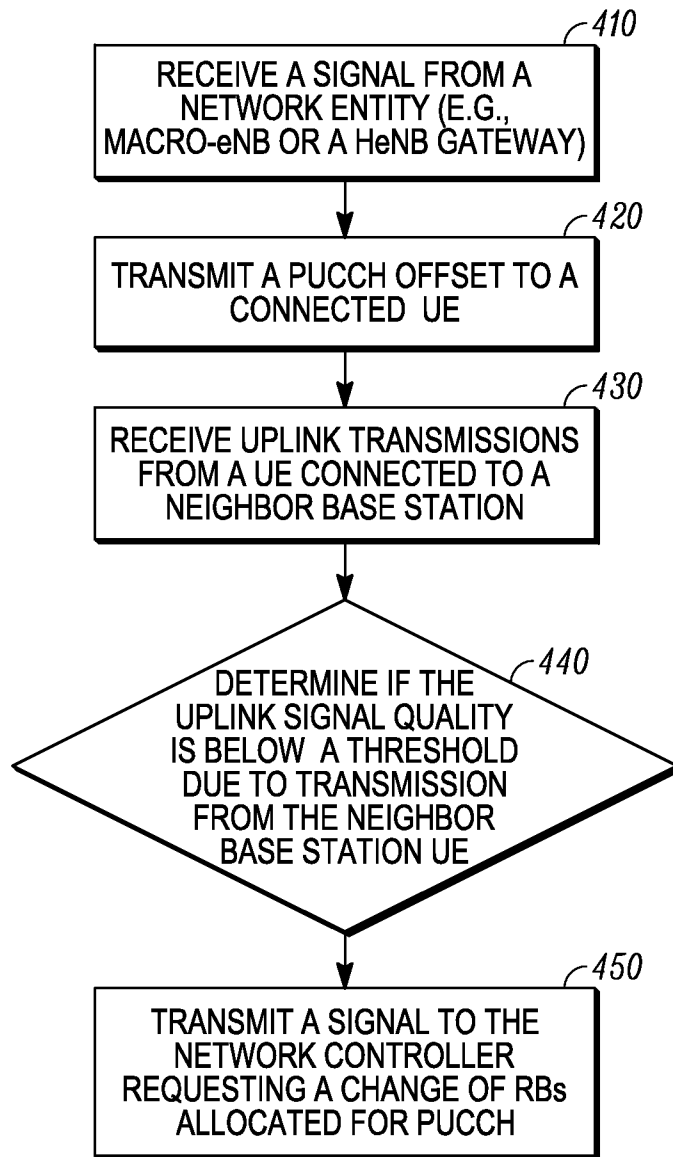 410
RECEIVE A SIGNAL FROM A
NETWORK ENTITY (E.G.,
MACRO-eNB OR A HeNB GATEWAY)
420
TRANSMIT A PUCCH OFFSET TO A
CONNECTED UE
430
RECEIVE UPLINK TRANSMISSIONS
FROM A UE CONNECTED TO A
NEIGHBOR BASE STATION
440
DETERMINE IF THE
UPLINK SIGNAL QUALITY
IS BELOW A THRESHOLD
DUE TO TRANSMISSION
FROM THE NEIGHBOR
BASE STATION UE
450
TRANSMIT A SIGNAL TO THE
NETWORK CONTROLLER
REQUESTING A CHANGE OF RBs
ALLOCATED FOR PUCCH